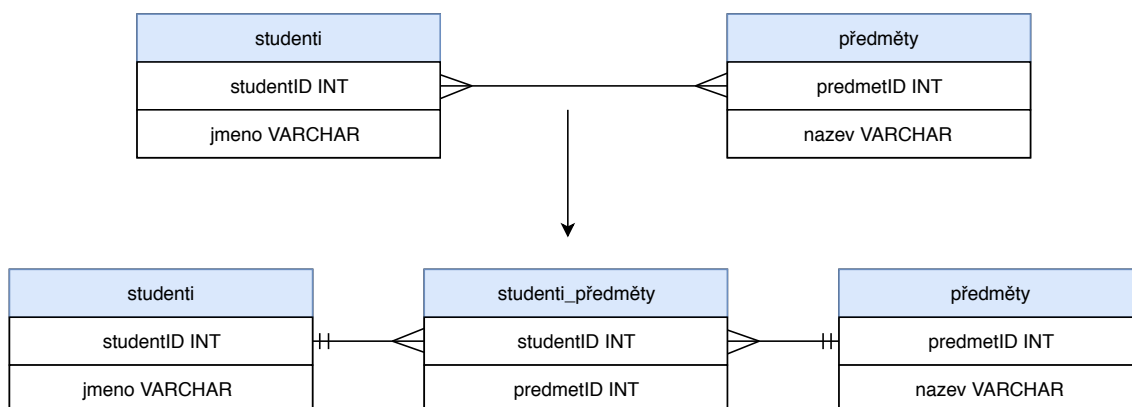 studenti
studentID INT
jmeno VARCHAR
předměty
predmetID INT
nazev VARCHAR
studenti
studentID INT
jmeno VARCHAR
studenti_předměty
studentID INT
predmetID INT
předměty
predmetID INT
nazev VARCHAR